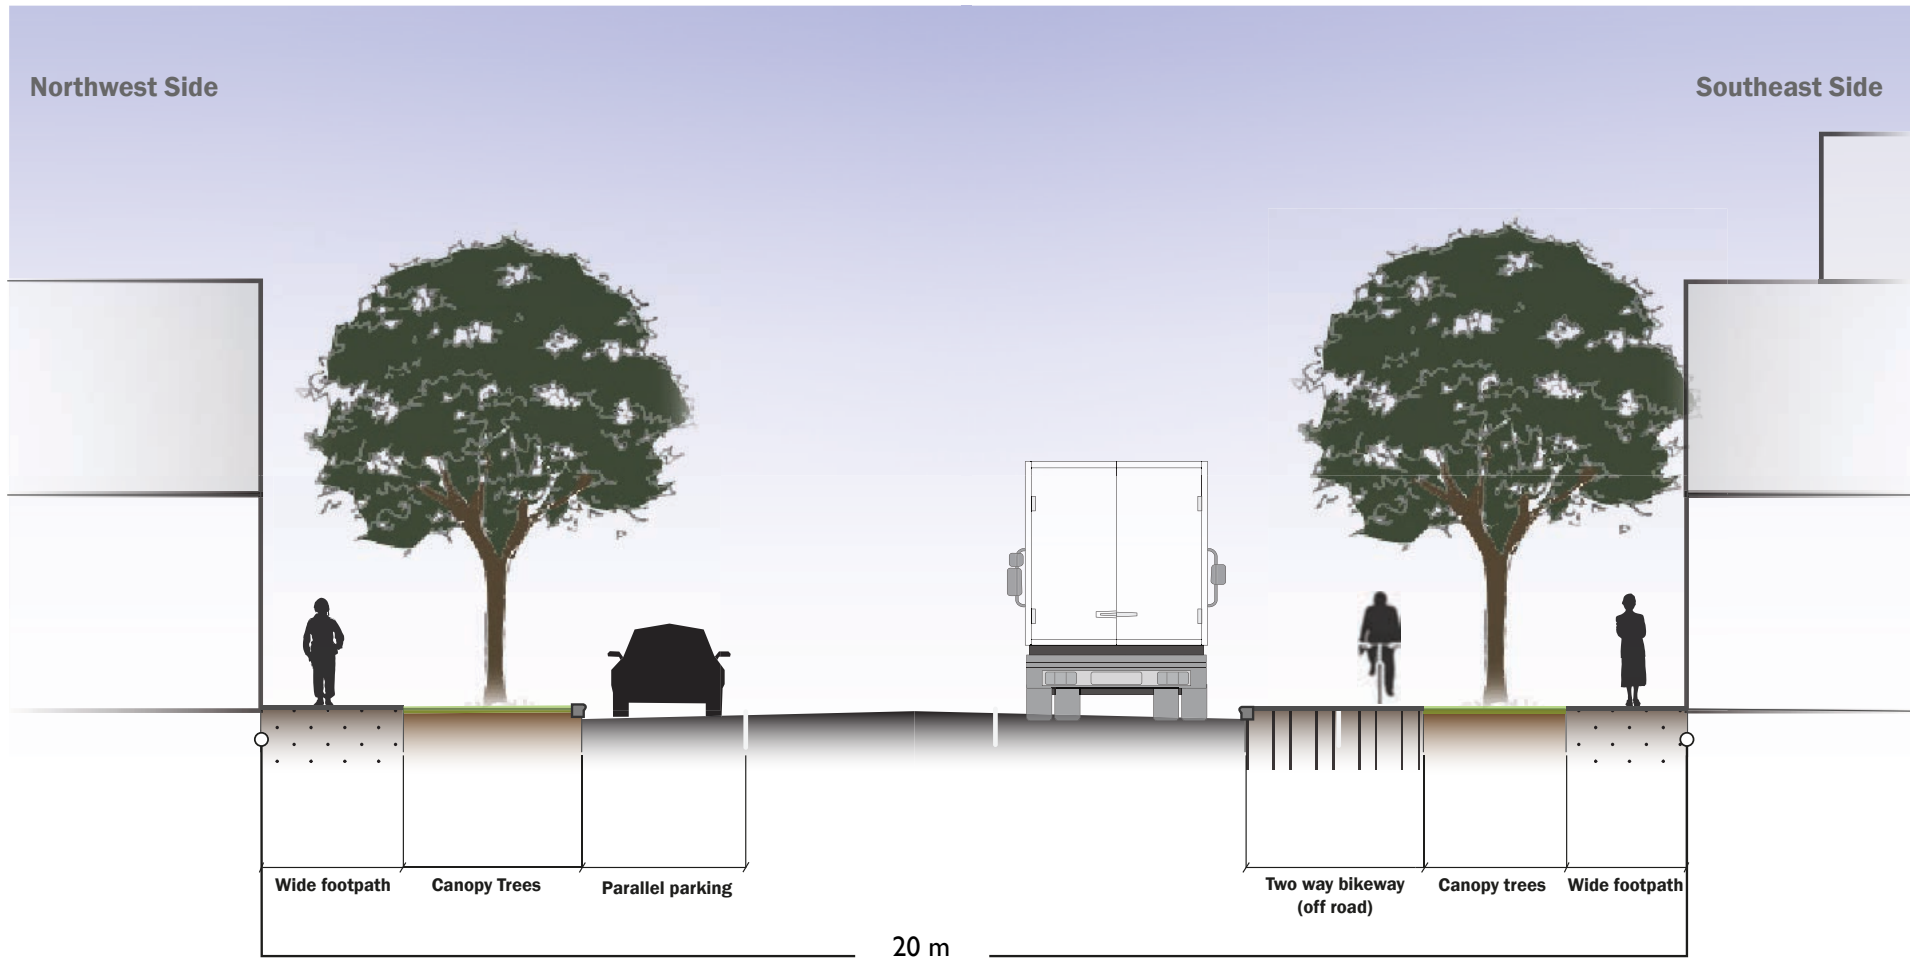 Northwest Side
Southeast Side
Wide footpath
Canopy Trees
Parallel parking
Two way bikeway
(off road)
Canopy trees
Wide footpath
20 m